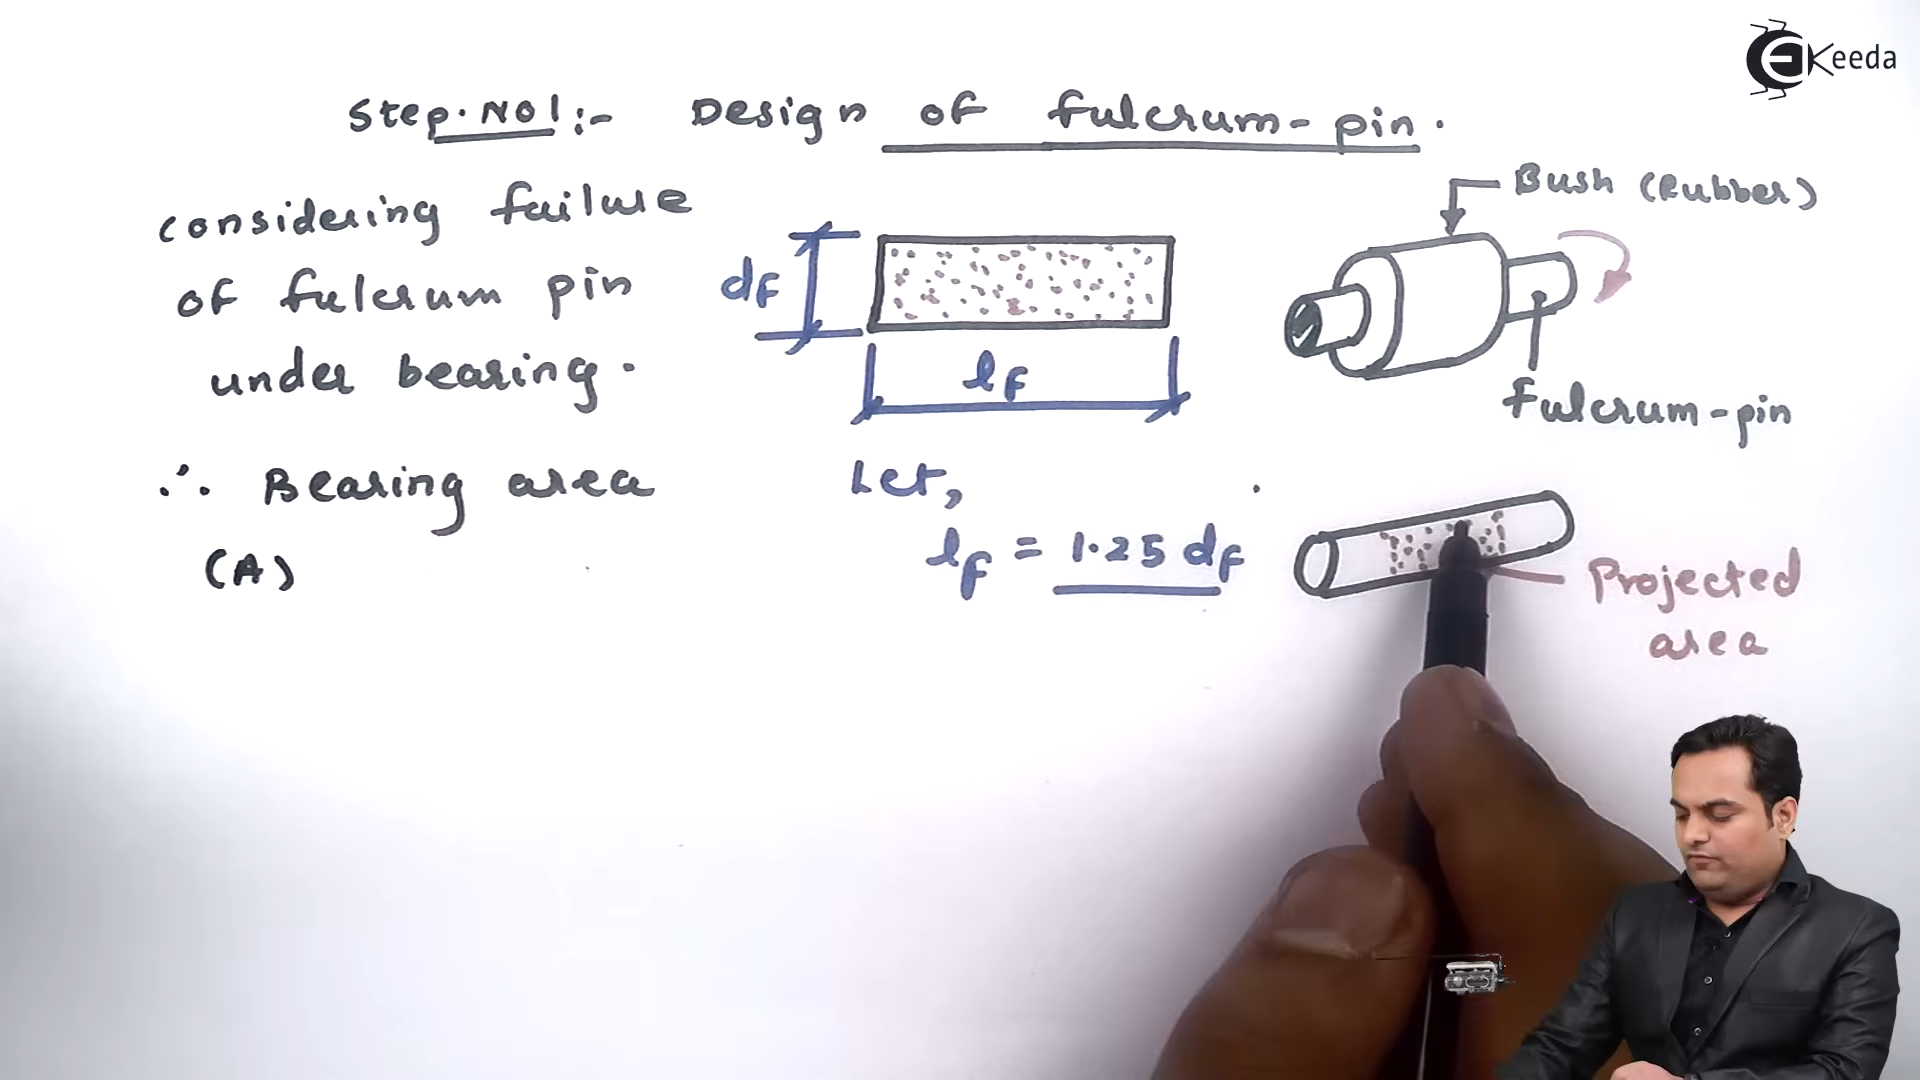 Keeda
Step.No1:- Design of fulcrum-pin.
considering failure
of fulcrum pin
under bearing.
dF
lF
Bush (Rubber)
fulcrum-pin
∴ Bearing area
(A)
Let,
lF = 1.25 dF
Projected
area